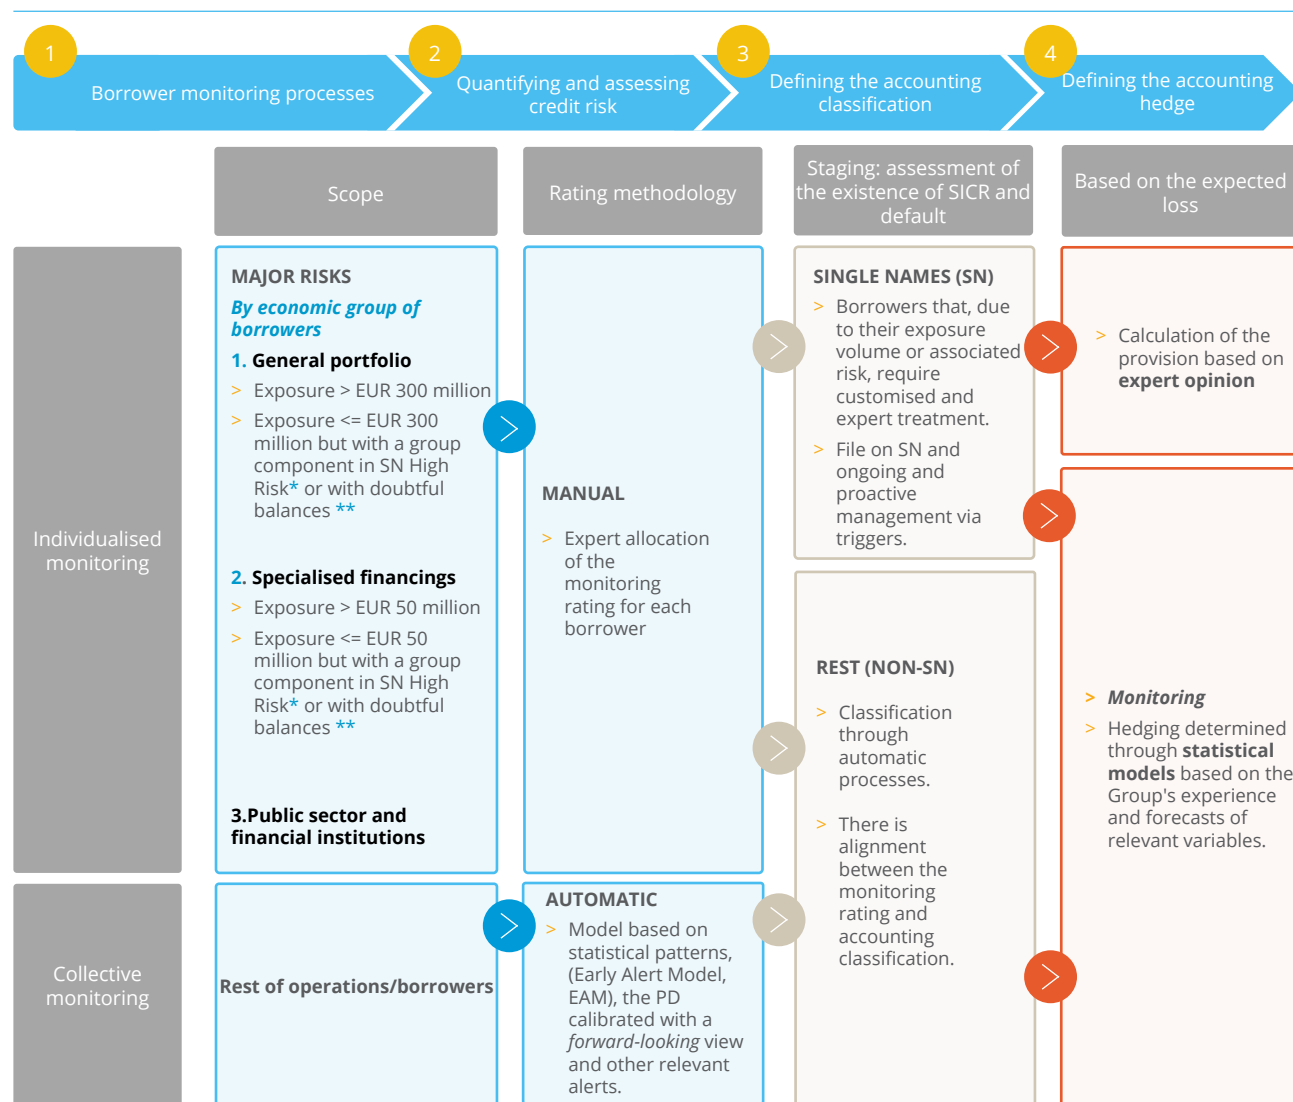 1
Borrower monitoring processes
2
Quantifying and assessing
credit risk
3
Defining the accounting
classification
4
Defining the accounting
hedge
Scope
Rating methodology
Staging: assessment of
the existence of SICR and
default
Based on the expected
loss
Individualised
monitoring
MAJOR RISKS
By economic group of
borrowers
1. General portfolio
> Exposure > EUR 300 million
> Exposure <= EUR 300
million but with a group
component in SN High
Risk* or with doubtful
balances **
2. Specialised financings
> Exposure > EUR 50 million
> Exposure <= EUR 50
million but with a group
component in SN High
Risk* or with doubtful
balances **
3.Public sector and
financial institutions
MANUAL
> Expert allocation
of the
monitoring
rating for each
borrower
SINGLE NAMES (SN)
> Borrowers that, due
to their exposure
volume or associated
risk, require
customised and
expert treatment.
> File on SN and
ongoing and
proactive
management via
triggers.
> Calculation of the
provision based on
expert opinion
REST (NON-SN)
> Classification
through
automatic
processes.
> There is
alignment
between the
monitoring
rating and
accounting
classification.
> Monitoring
> Hedging determined
through statistical
models based on the
Group's experience
and forecasts of
relevant variables.
Collective
monitoring
Rest of operations/borrowers
AUTOMATIC
> Model based on
statistical patterns,
(Early Alert Model,
EAM), the PD
calibrated with a
forward-looking view
and other relevant
alerts.